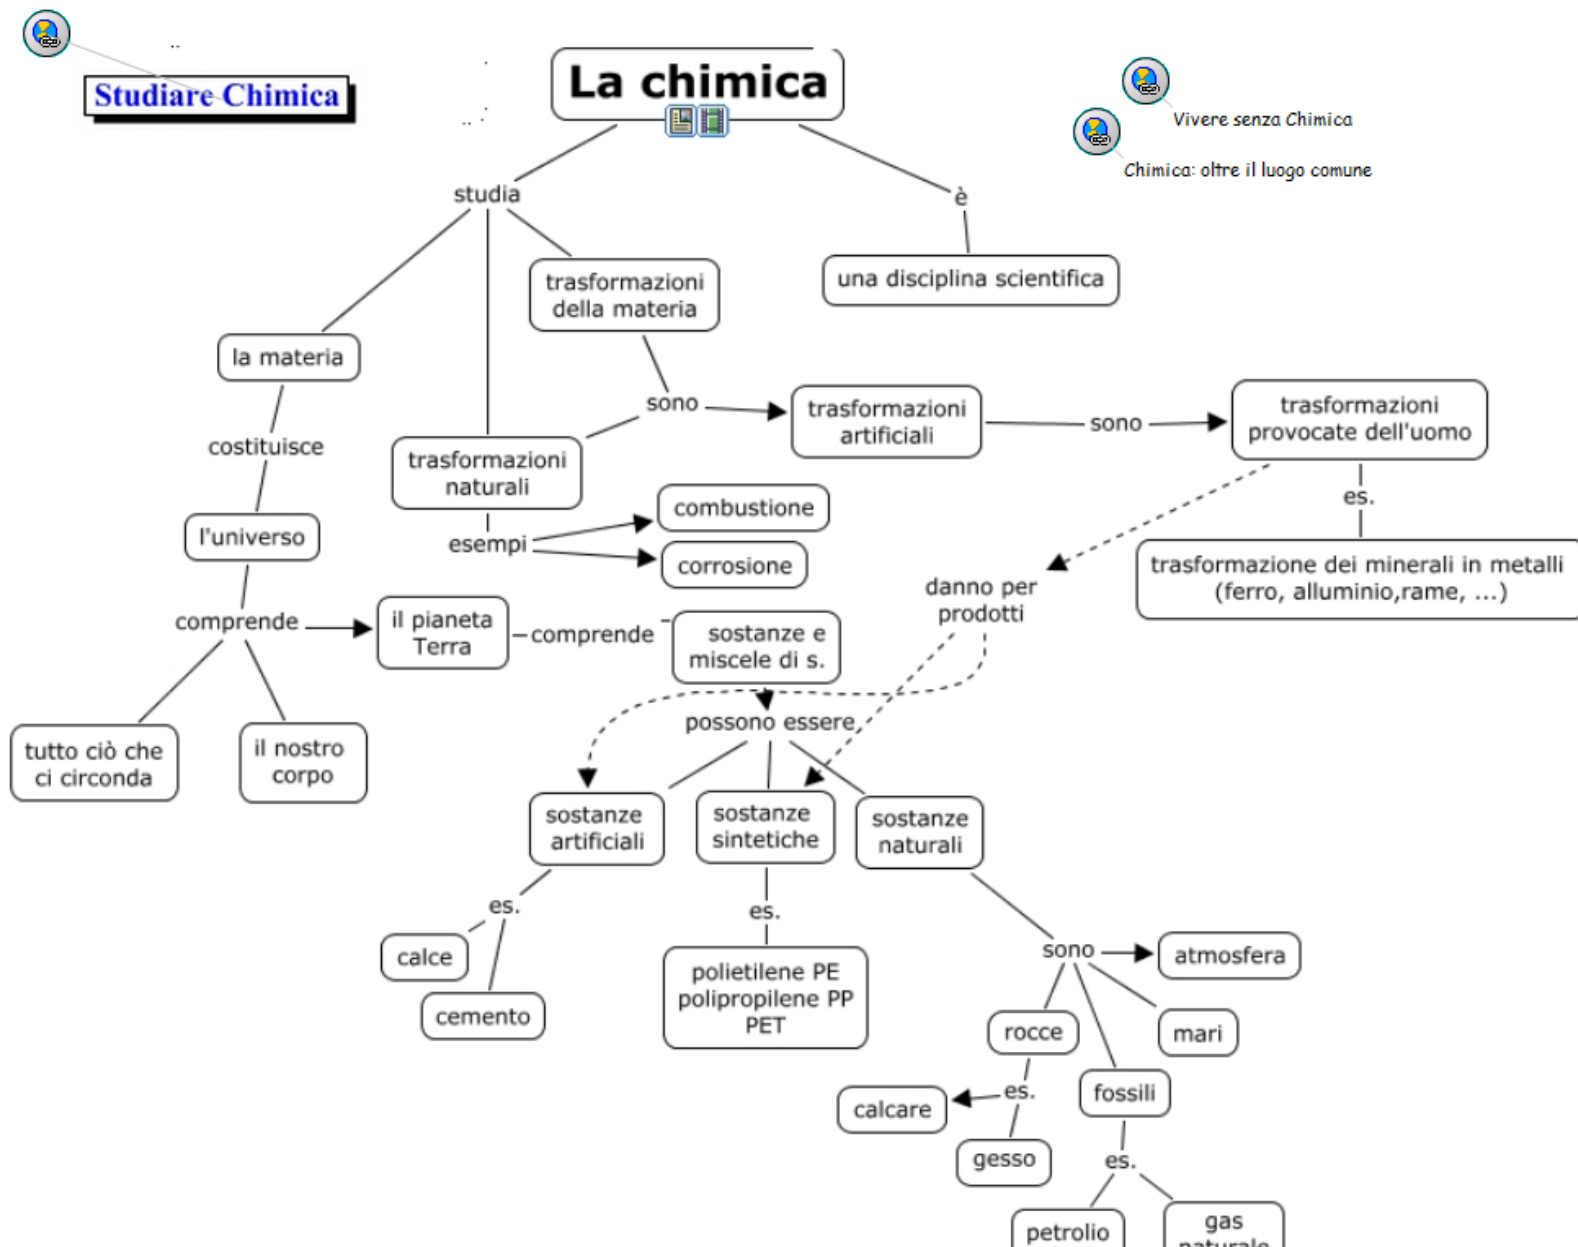 Studiare Chimica
La chimica
Vivere senza Chimica
Chimica: oltre il luogo comune
studia
è
trasformazioni
della materia
una disciplina scientifica
la materia
sono
trasformazioni
artificiali
sono
trasformazioni
provocate dell'uomo
costituisce
trasformazioni
naturali
es.
combustione
l'universo
esempi
corrosione
trasformazione dei minerali in metalli
(ferro, alluminio,rame, ...)
danno per
prodotti
comprende
il pianeta
Terra
comprende
sostanze e
miscele di s.
possono essere
tutto ciò che
ci circonda
il nostro
corpo
sostanze
artificiali
sostanze
sintetiche
sostanze
naturali
es.
es.
calce
cemento
polietilene PE
polipropilene PP
PET
sono
atmosfera
rocce
mari
es.
fossili
calcare
gesso
es.
petrolio
gas
naturale